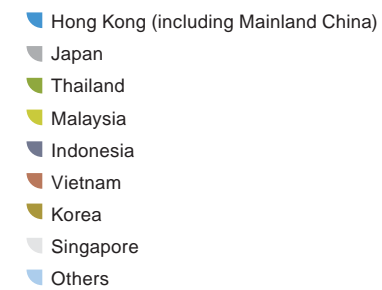 Hong Kong (including Mainland China)
Japan
Thailand
Malaysia
Indonesia
Vietnam
Korea
Singapore
Others